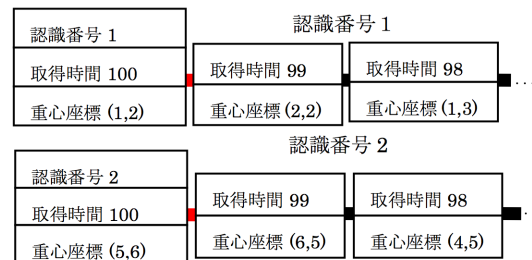 認識番号 1
認識番号 1
取得時間 100
取得時間 99
取得時間 98
重心座標 (1,2)
重心座標 (2,2)
重心座標 (1,3)
認識番号 2
認識番号 2
取得時間 100
取得時間 99
取得時間 98
重心座標 (5,6)
重心座標 (6,5)
重心座標 (4,5)